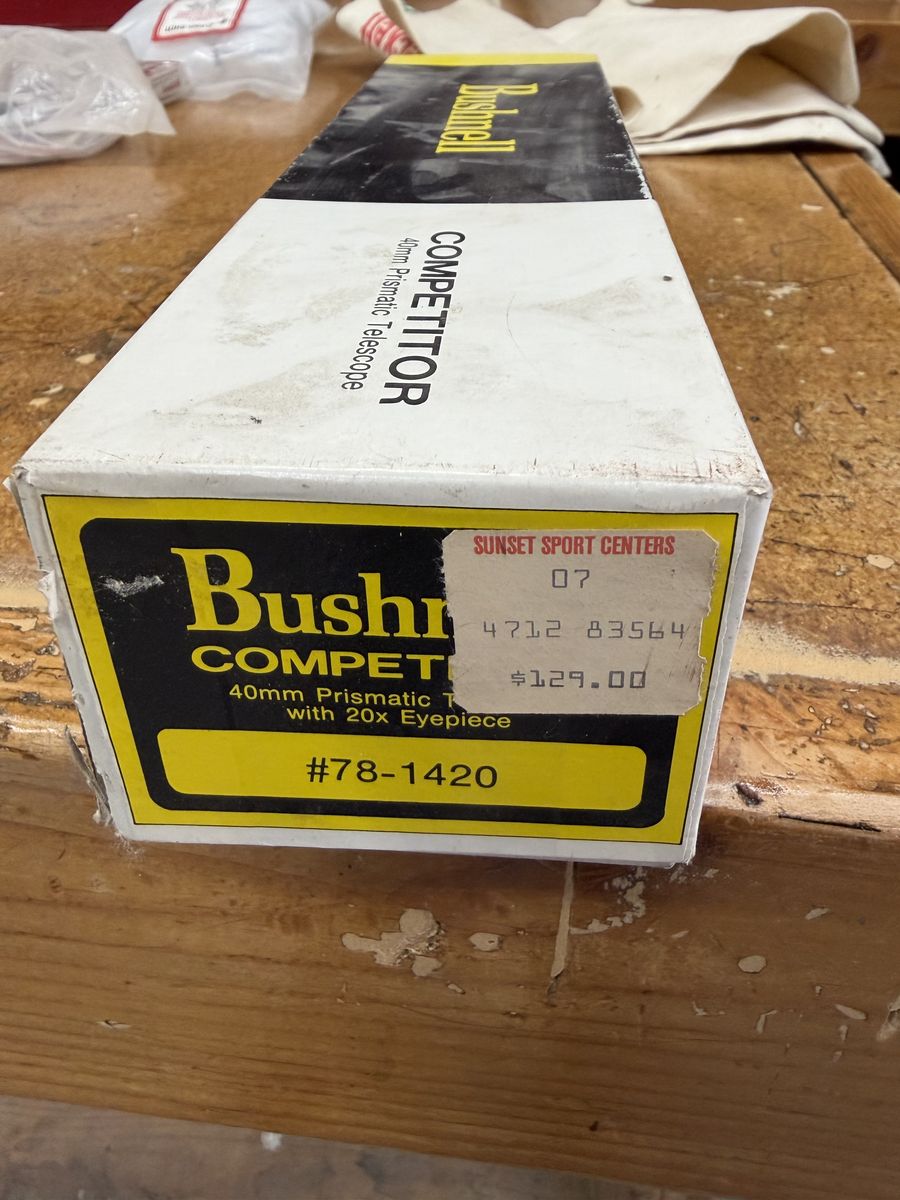 Bushnell
COMPETITOR
40mm Prismatic Telescope
Bushn
COMPET
40mm Prismatic T
with 20x Eyepiece
#78-1420
SUNSET SPORT CENTERS
07
4712 83564
$129.00